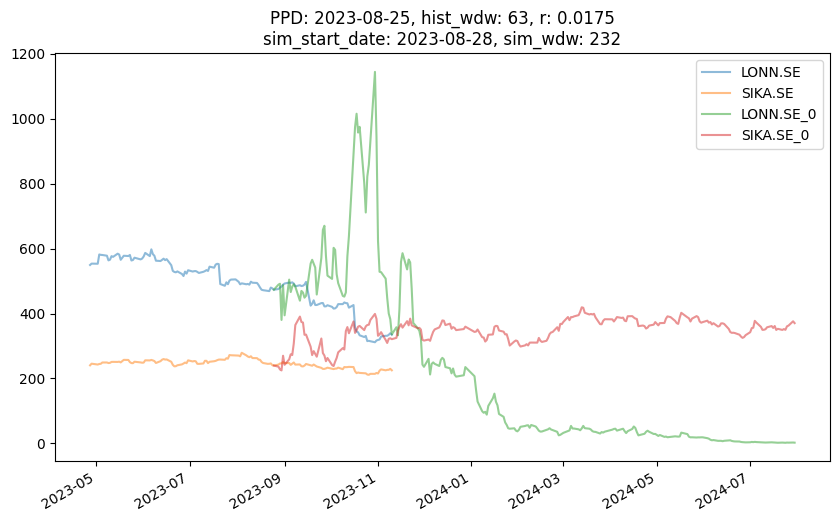 PPD: 2023-08-25, hist_wdw: 63, r: 0.0175
sim_start_date: 2023-08-28, sim_wdw: 232
1200
1000
800
600
400
200
0
LONN.SE
SIKA.SE
LONN.SE_0
SIKA.SE_0
2023-05
2023-07
2023-09
2023-11
2024-01
2024-03
2024-05
2024-07